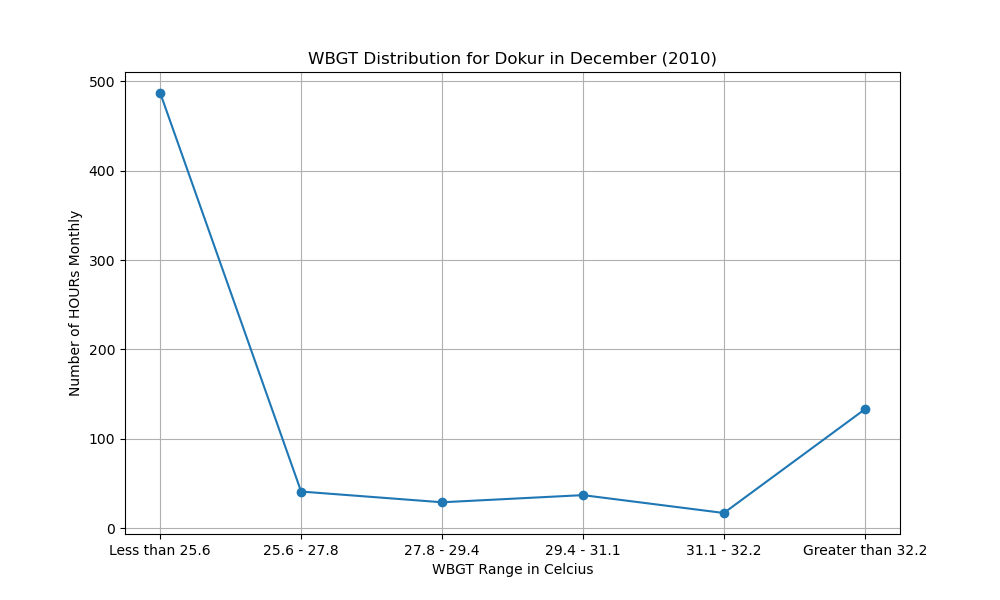 WBGT Distribution for Dokur in December (2010)
Number of HOURs Monthly
500
400
300
200
100
0
Less than 25.6 25.6 - 27.8 27.8 - 29.4 29.4 - 31.1 31.1 - 32.2 Greater than 32.2
WBGT Range in Celcius